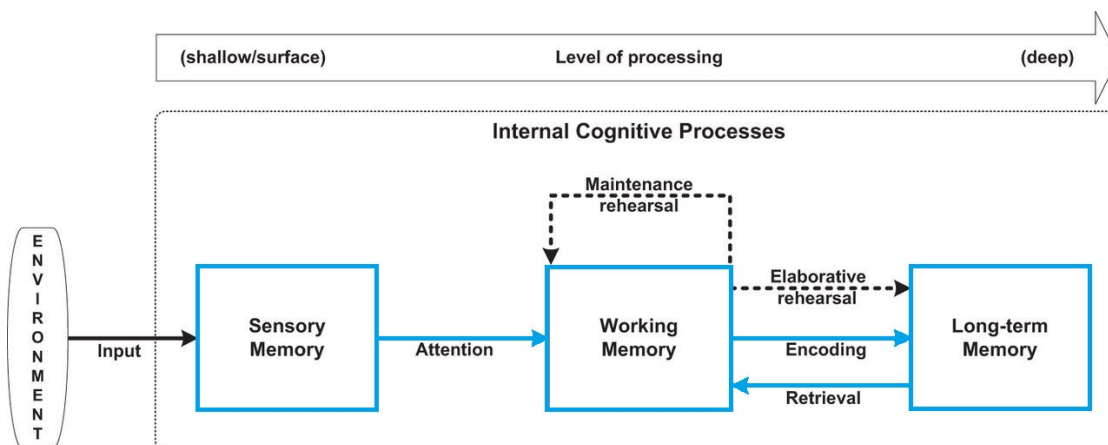 (shallow/surface) Level of processing (deep)
Internal Cognitive Processes
Maintenance
rehearsal
ENVIRONMENT
Input
Sensory
Memory
Attention
Working
Memory
Elaborative
rehearsal
Encoding
Retrieval
Long-term
Memory